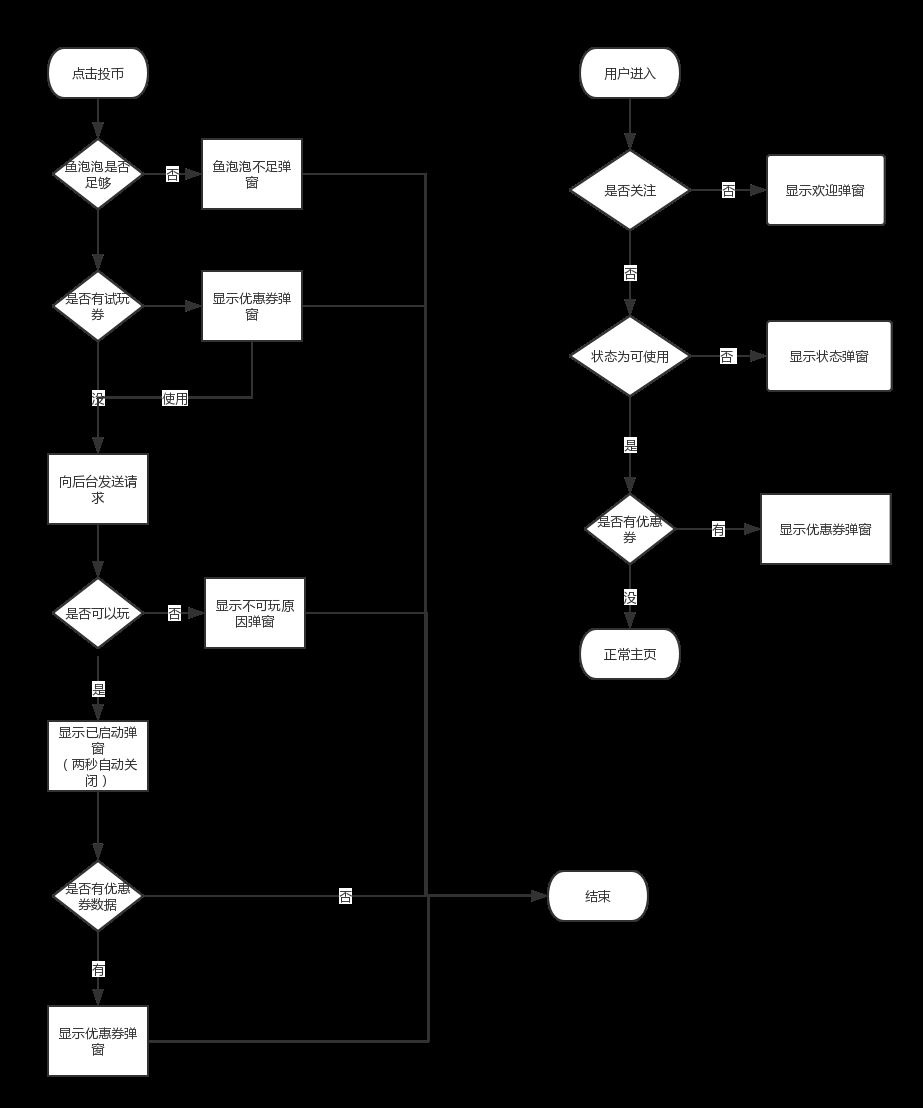 点击投币
鱼泡泡是否
足够
否
鱼泡泡不足弹
窗
是否有试玩
券
显示优惠券弹
窗
没
使用
向后台发送请
求
是否可以玩
否
显示不可玩原
因弹窗
是
显示已启动弹
窗
（两秒自动关
闭）
是否有优惠
券数据
否
结束
有
显示优惠券弹
窗
用户进入
是否关注
否
显示欢迎弹窗
否
状态为可使用
否
显示状态弹窗
是
是否有优惠
券
有
显示优惠券弹窗
没
正常主页